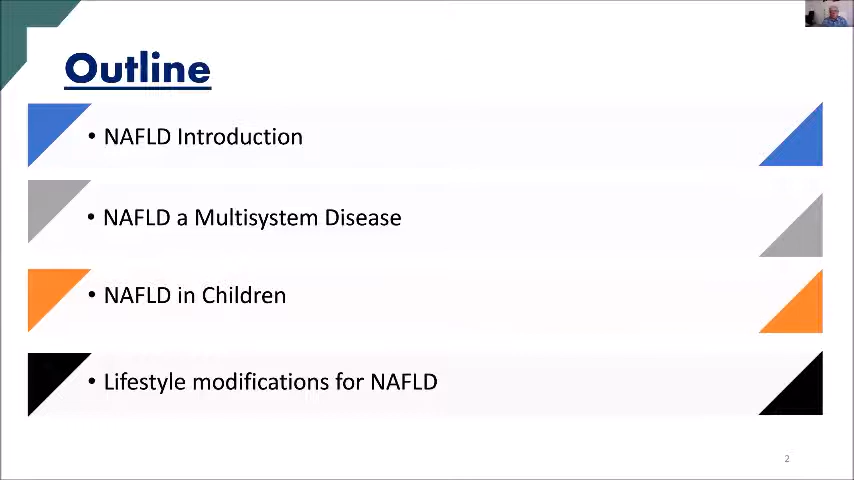 Outline
• NAFLD Introduction
• NAFLD a Multisystem Disease
• NAFLD in Children
• Lifestyle modifications for NAFLD
2